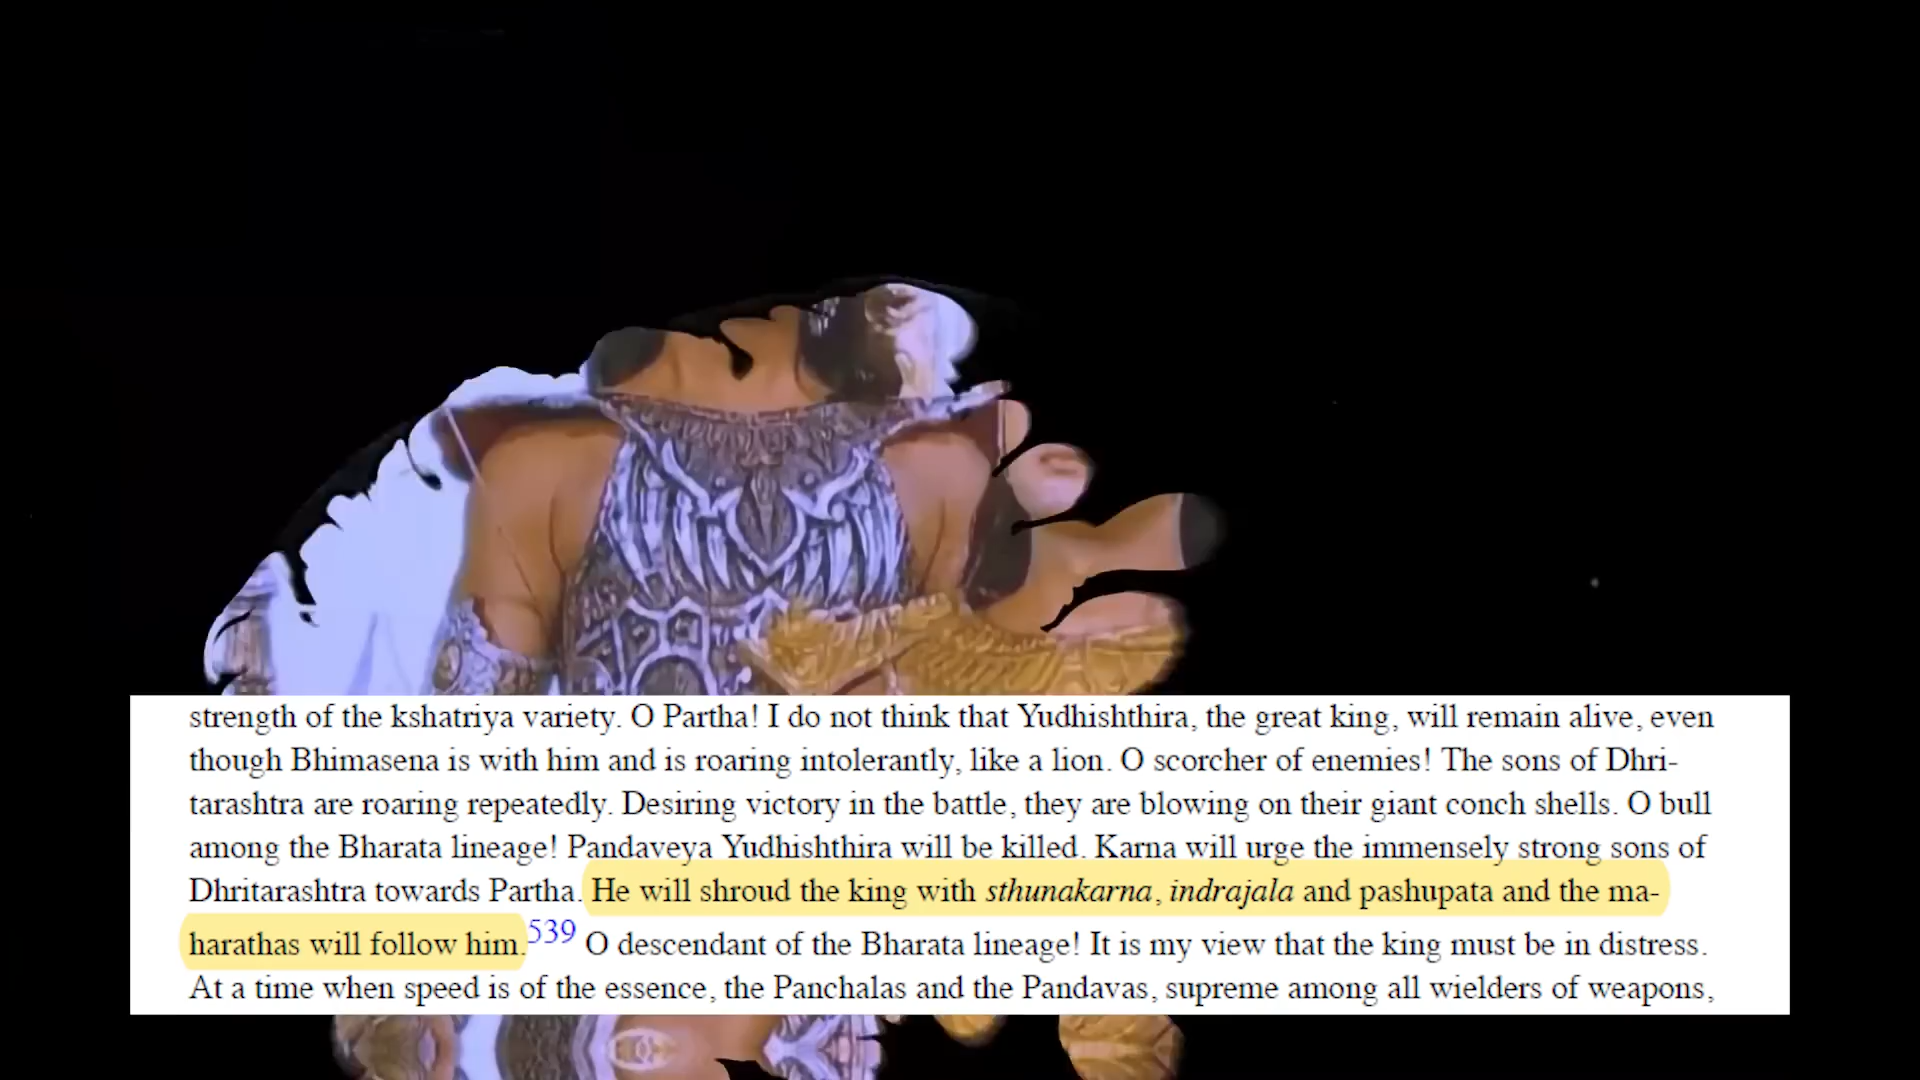 strength of the kshatriya variety. O Partha! I do not think that Yudhishthira, the great king, will remain alive, even
though Bhimasena is with him and is roaring intolerantly, like a lion. O scorcher of enemies! The sons of Dhri-
tarashtra are roaring repeatedly. Desiring victory in the battle, they are blowing on their giant conch shells. O bull
among the Bharata lineage! Pandaveya Yudhishthira will be killed. Karna will urge the immensely strong sons of
Dhritarashtra towards Partha. He will shroud the king with sthunakarna, indrajala and pashupata and the ma-
harathas will follow him.539 O descendant of the Bharata lineage! It is my view that the king must be in distress.
At a time when speed is of the essence, the Panchalas and the Pandavas, supreme among all wielders of weapons,